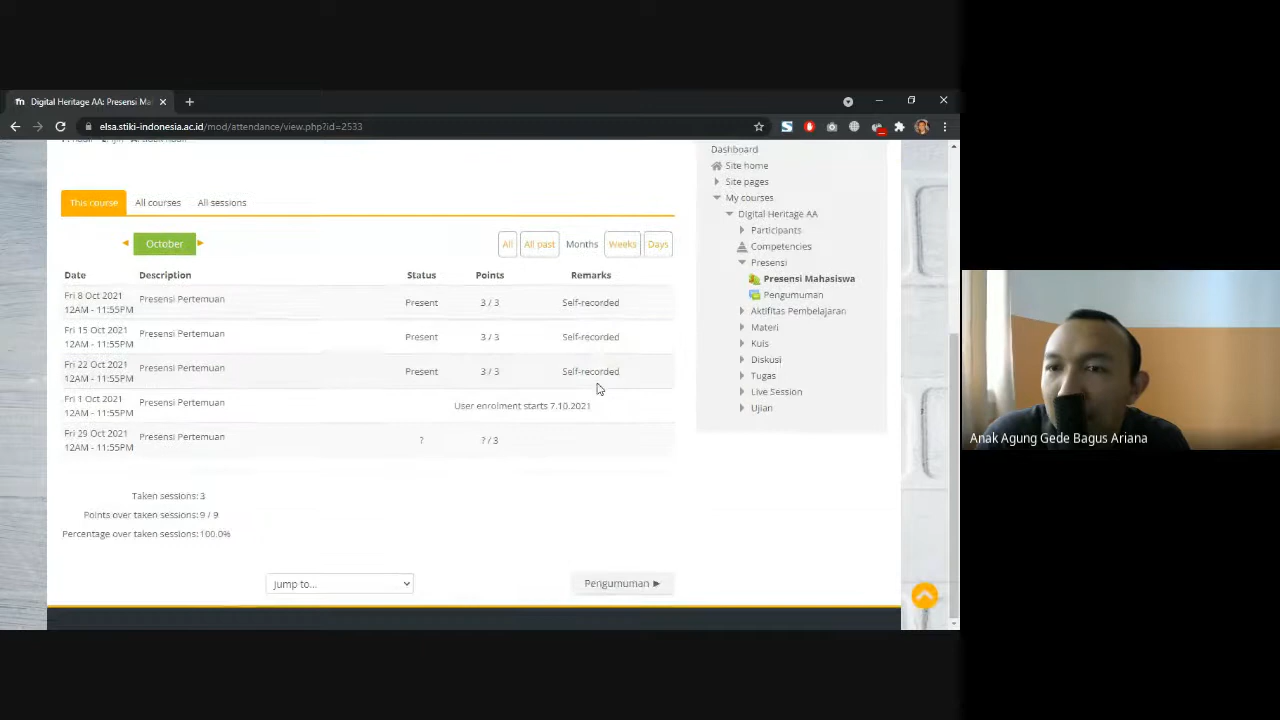 Digital Heritage AA: Presensi Ma
elsa.stiki-indonesia.ac.id/mod/attendance/view.php?id=2533
This course
All courses
All sessions
October
All
All past
Months
Weeks
Days
Date Description Status Points Remarks
Fri 8 Oct 2021
12AM - 11:55PM
Presensi Pertemuan Present 3 / 3 Self-recorded
Fri 15 Oct 2021
12AM - 11:55PM
Presensi Pertemuan Present 3 / 3 Self-recorded
Fri 22 Oct 2021
12AM - 11:55PM
Presensi Pertemuan Present 3 / 3 Self-recorded
Fri 1 Oct 2021
12AM - 11:55PM
Presensi Pertemuan User enrolment starts 7.10.2021
Fri 29 Oct 2021
12AM - 11:55PM
Presensi Pertemuan ? ? / 3
Taken sessions: 3
Points over taken sessions: 9 / 9
Percentage over taken sessions: 100.0%
Jump to...
Pengumuman ►
Dashboard
Site home
Site pages
My courses
Digital Heritage AA
Participants
Competencies
Presensi
Presensi Mahasiswa
Pengumuman
Aktifitas Pembelajaran
Materi
Kuis
Diskusi
Tugas
Live Session
Ujian
Anak Agung Gede Bagus Ariana